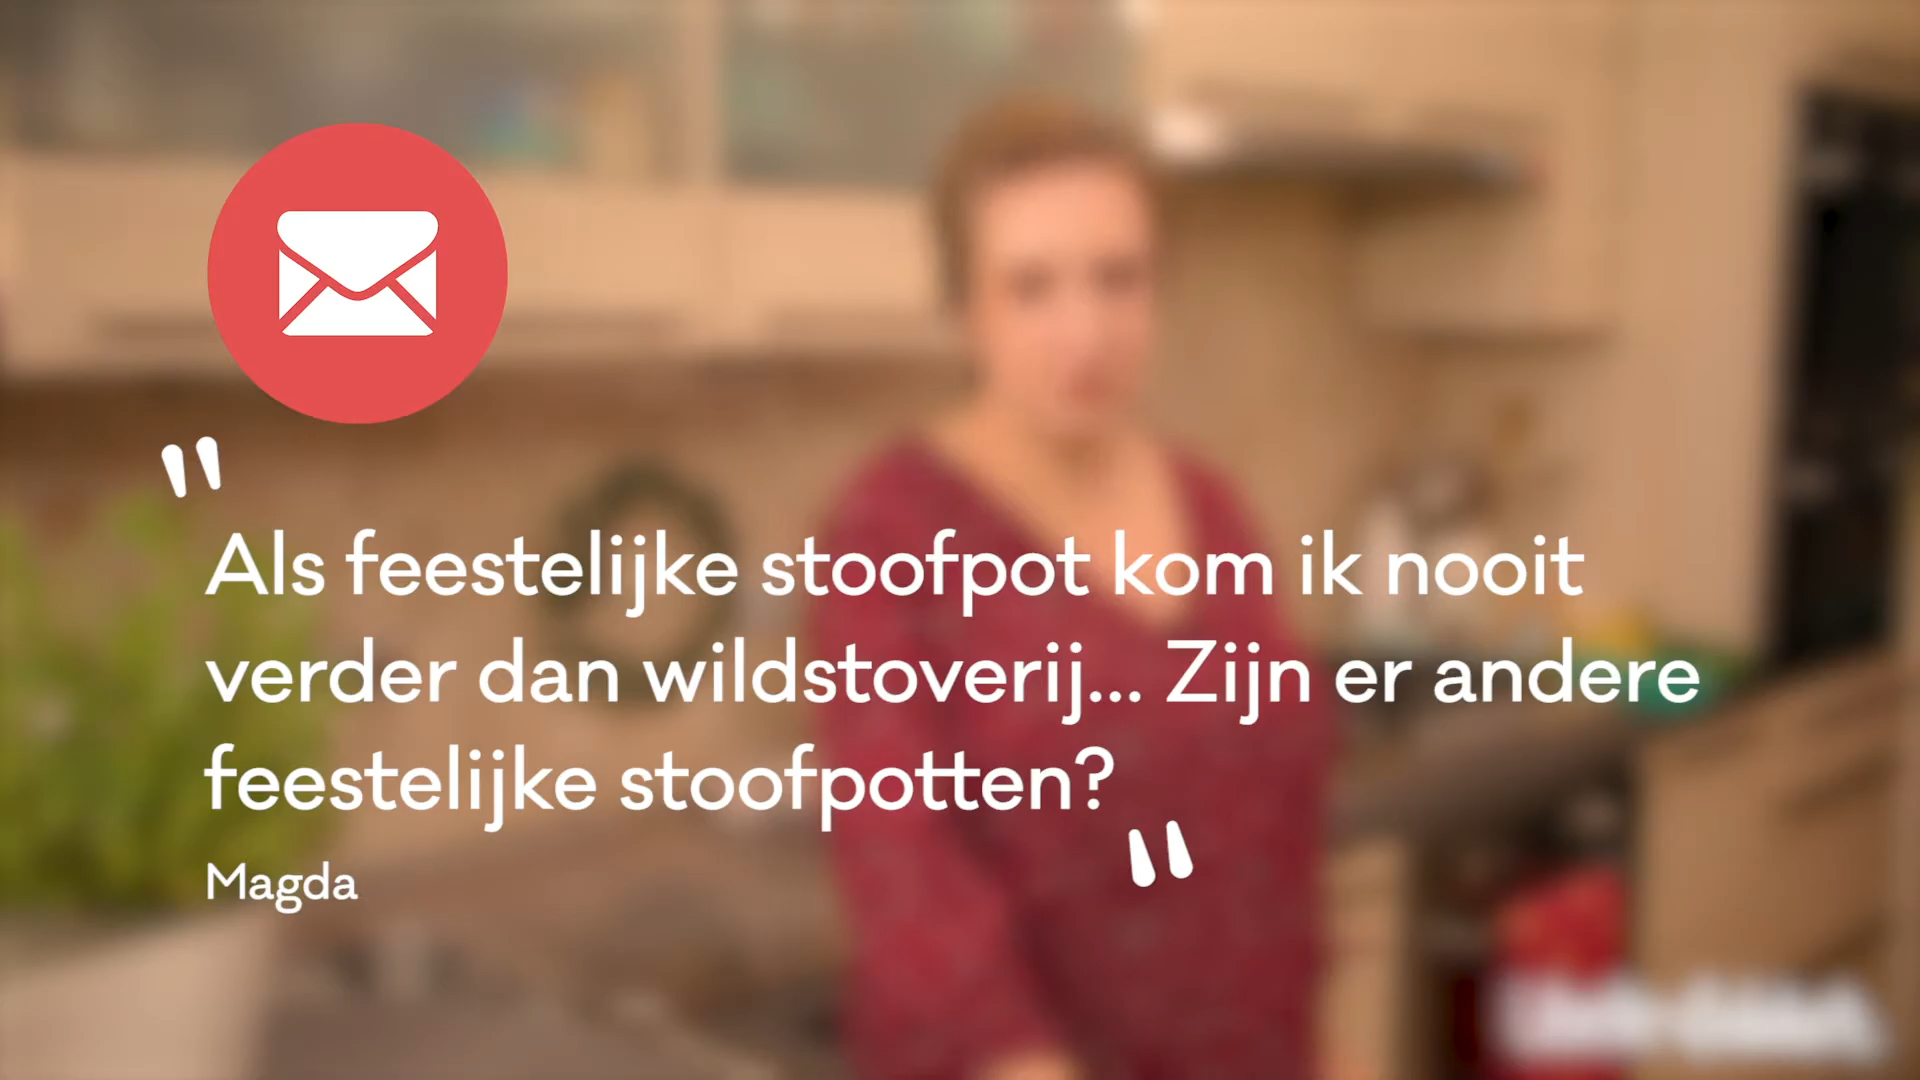 "
Als feestelijke stoofpot kom ik nooit
verder dan wildstoverij... Zijn er andere
feestelijke stoofpotten?
"
Magda